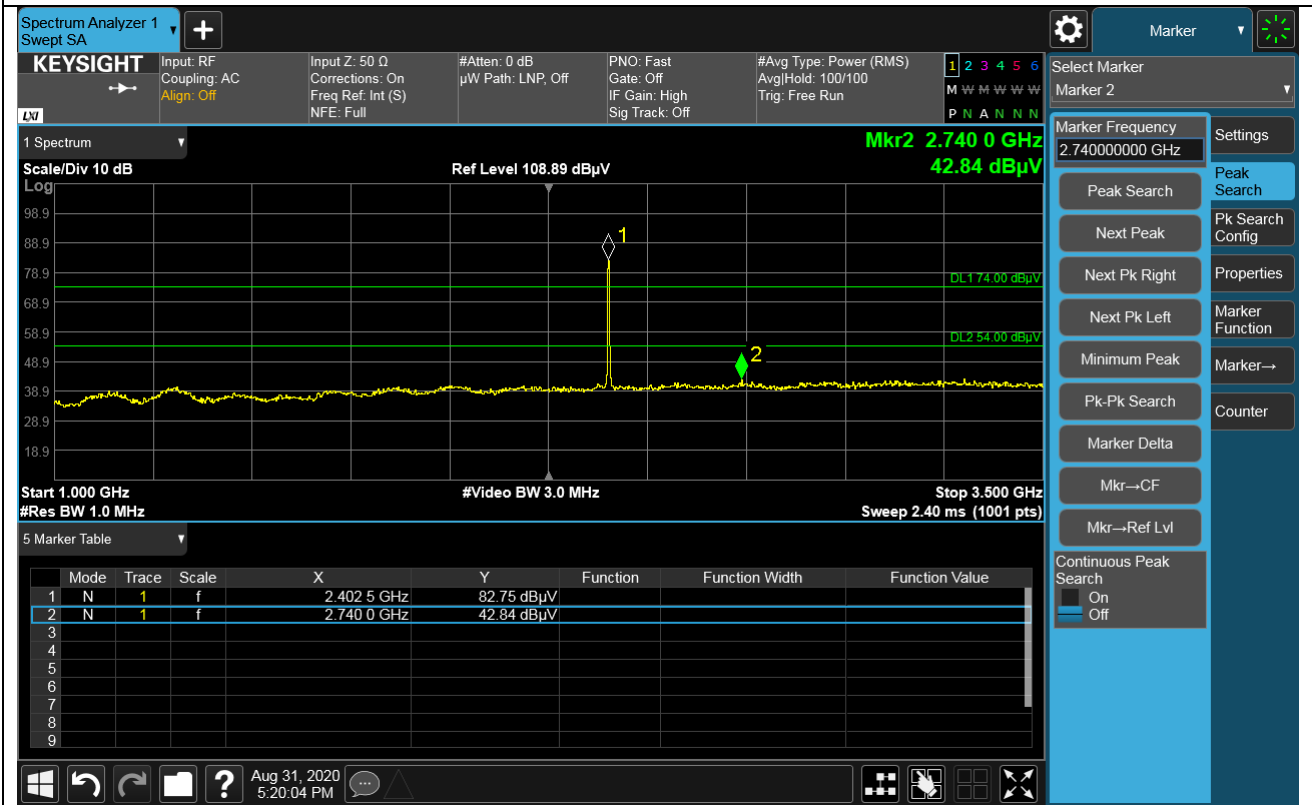 Spectrum Analyzer 1
Swept SA
Marker
KEYSIGHT
LXI
Input: RF
Coupling: AC
Align: Off
Input Z: 50 Ω
Corrections: On
Freq Ref: Int (S)
NFE: Full
#Atten: 0 dB
µW Path: LNP, Off
PNO: Fast
Gate: Off
IF Gain: High
Sig Track: Off
#Avg Type: Power (RMS)
Avg|Hold: 100/100
Trig: Free Run
1 2 3 4 5 6
M W M W W W
P N A N N N
Select Marker
Marker 2
1 Spectrum
Mkr2 2.740 0 GHz
42.84 dBµV
Scale/Div 10 dB
Ref Level 108.89 dBµV
Log
98.9
88.9
78.9
68.9
58.9
48.9
38.9
28.9
18.9
1
2
DL1 74.00 dBµV
DL2 54.00 dBµV
Start 1.000 GHz
#Video BW 3.0 MHz
Stop 3.500 GHz
#Res BW 1.0 MHz
Sweep 2.40 ms (1001 pts)
Marker Frequency
2.740000000 GHz
Peak Search
Next Peak
Next Pk Right
Next Pk Left
Minimum Peak
Pk-Pk Search
Marker Delta
Mkr→CF
Mkr→Ref Lvl
Continuous Peak
Search
On
Off
Settings
Peak
Search
Pk Search
Config
Properties
Marker
Function
Marker→
Counter
5 Marker Table
Mode Trace Scale X Y Function Function Width Function Value
1 N 1 f 2.402 5 GHz 82.75 dBµV
2 N 1 f 2.740 0 GHz 42.84 dBµV
3
4
5
6
7
8
9
?
Aug 31, 2020
5:20:04 PM